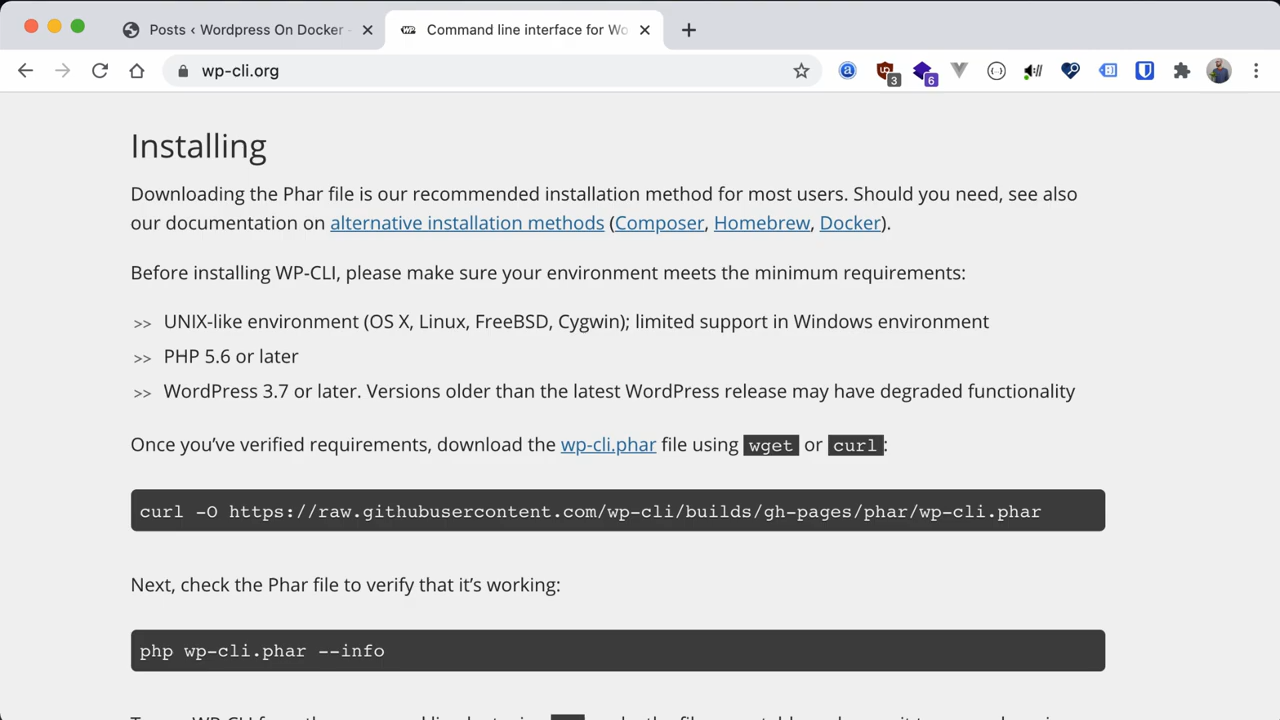 Posts ‹ Wordpress On Docker
Command line interface for Wo
wp-cli.org
3
6
Installing
Downloading the Phar file is our recommended installation method for most users. Should you need, see also
our documentation on alternative installation methods (Composer, Homebrew, Docker).
Before installing WP-CLI, please make sure your environment meets the minimum requirements:
>> UNIX-like environment (OS X, Linux, FreeBSD, Cygwin); limited support in Windows environment
>> PHP 5.6 or later
>> WordPress 3.7 or later. Versions older than the latest WordPress release may have degraded functionality
Once you’ve verified requirements, download the wp-cli.phar file using wget or curl:
curl -O https://raw.githubusercontent.com/wp-cli/builds/gh-pages/phar/wp-cli.phar
Next, check the Phar file to verify that it’s working:
php wp-cli.phar --info